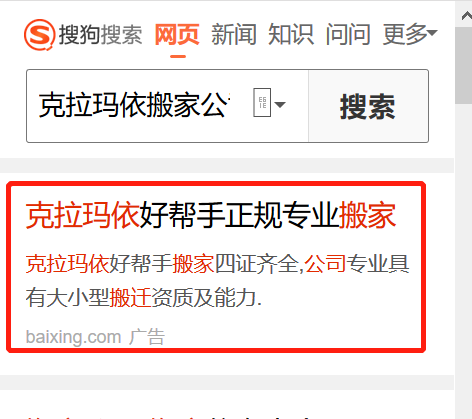 搜狗搜索 网页 新闻 知识 问问 更多
克拉玛依搬家公 搜索
克拉玛依好帮手正规专业搬家
克拉玛依好帮手搬家四证齐全,公司专业具
有大小型搬迁资质及能力.
baixing.com 广告